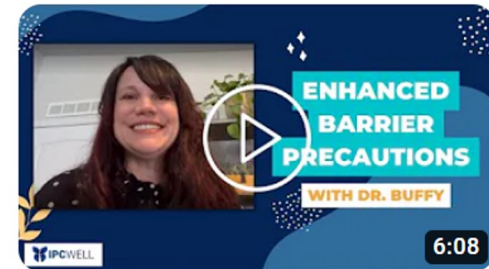 ENHANCED
BARRIER
PRECAUTIONS
WITH DR. BUFFY
IPCWELL
6:08